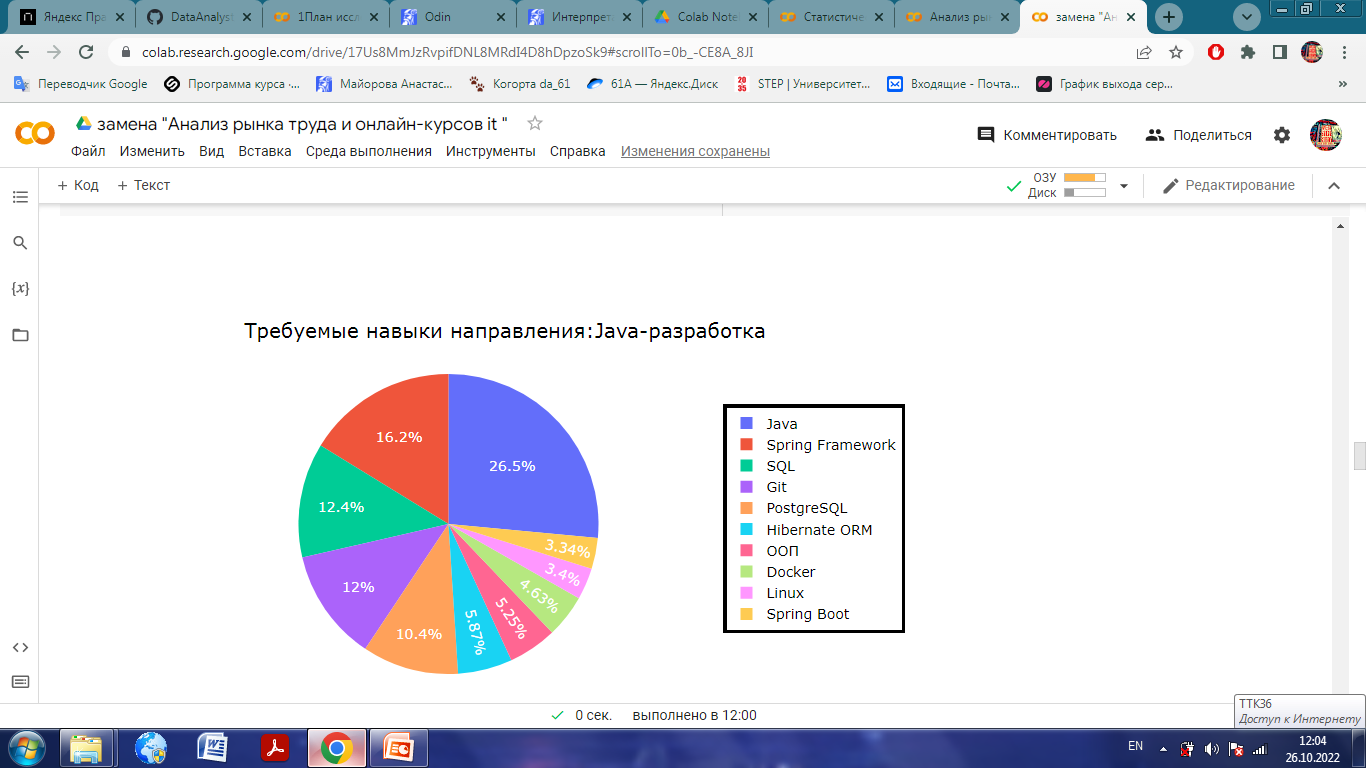 Яндекс Пра
DataAnalyst
1План иссл
Odin
Интерпрета
Colab Note
Статистиче
Анализ рын
замена "Ан
colab.research.google.com/drive/17Us8MmJzRvpifDNL8MRdI4D8hDpzoSk9#scrollTo=0b_-CE8A_8JI
Переводчик Google
Программа курса ·...
Майорова Анастас...
Когорта da_61
61А — Яндекс.Диск
STEP | Университет...
Входящие - Почта...
График выхода сер...
»
замена "Анализ рынка труда и онлайн-курсов it "
Файл Изменить Вид Вставка Среда выполнения Инструменты Справка Изменения сохранены
Комментировать
Поделиться
+ Код + Текст
ОЗУ
Диск
Редактирование
{x}
Требуемые навыки направления:Java-разработка
26.5%
16.2%
12.4%
12%
10.4%
5.87%
5.25%
4.63%
3.4%
3.34%
Java
Spring Framework
SQL
Git
PostgreSQL
Hibernate ORM
ООП
Docker
Linux
Spring Boot
0 сек. выполнено в 12:00
ТТК36
Доступ к Интернету
EN
12:04
26.10.2022